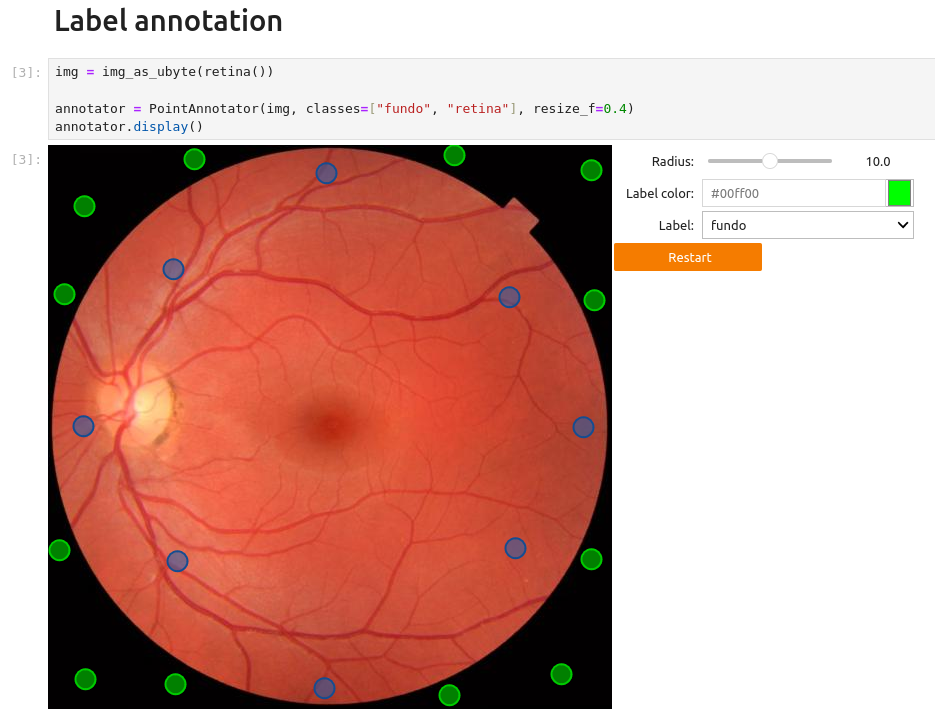 Label annotation
[3]:
img = img_as_ubyte(retina())
annotator = PointAnnotator(img, classes=["fundo", "retina"], resize_f=0.4)
annotator.display()
[3]:
Radius: 10.0
Label color: #00ff00
Label: fundo
Restart